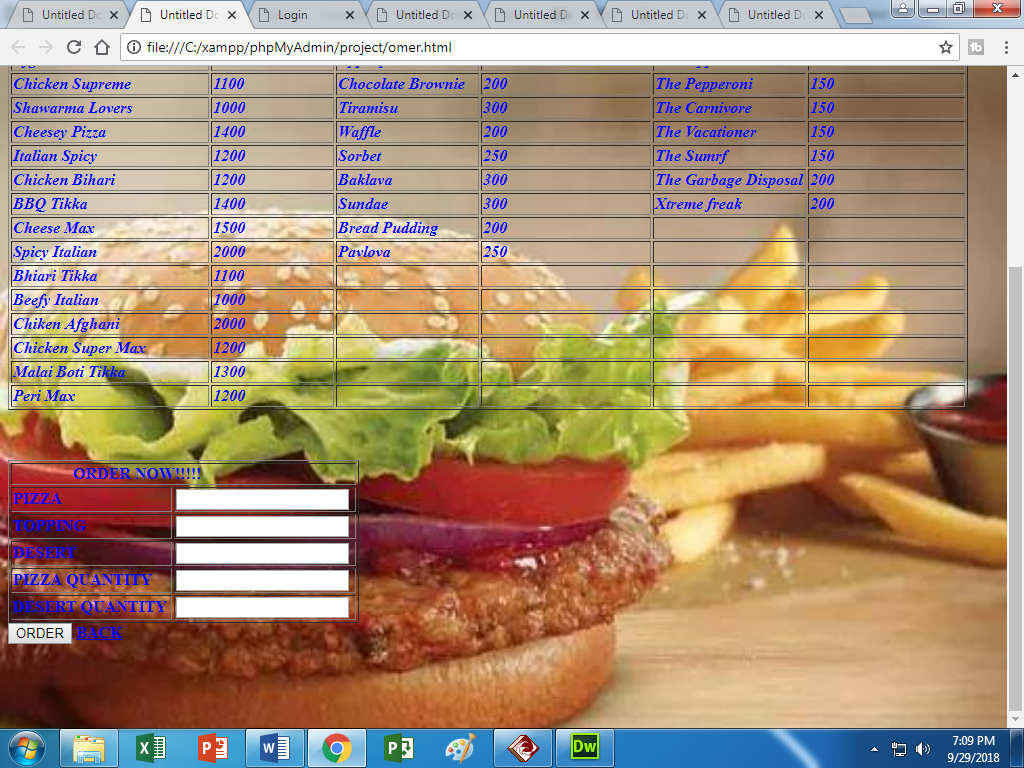 Untitled Do
Untitled Do
Login
Untitled Do
Untitled Do
Untitled Do
Untitled Do
file:///C:/xampp/phpMyAdmin/project/omer.html
Chicken Supreme 1100 Chocolate Brownie 200 The Pepperoni 150
Shawarma Lovers 1000 Tiramisu 300 The Carnivore 150
Cheesey Pizza 1400 Waffle 200 The Vacationer 150
Italian Spicy 1200 Sorbet 250 The Sumrf 150
Chicken Bihari 1200 Baklava 300 The Garbage Disposal 200
BBQ Tikka 1400 Sundae 300 Xtreme freak 200
Cheese Max 1500 Bread Pudding 200
Spicy Italian 2000 Pavlova 250
Bhiari Tikka 1100
Beefy Italian 1000
Chiken Afghani 2000
Chicken Super Max 1200
Malai Boti Tikka 1300
Peri Max 1200
ORDER NOW!!!!!
PIZZA
TOPPING
DESERT
PIZZA QUANTITY
DESERT QUANTITY
ORDER BACK
Dw
7:09 PM
9/29/2018